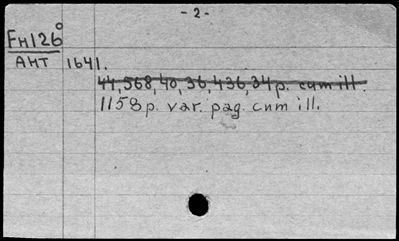 - 2 -
FH126°
AHT 1641.
44,568,40,36,436,34p. cum ill.
1158p. var. pag. cum ill.